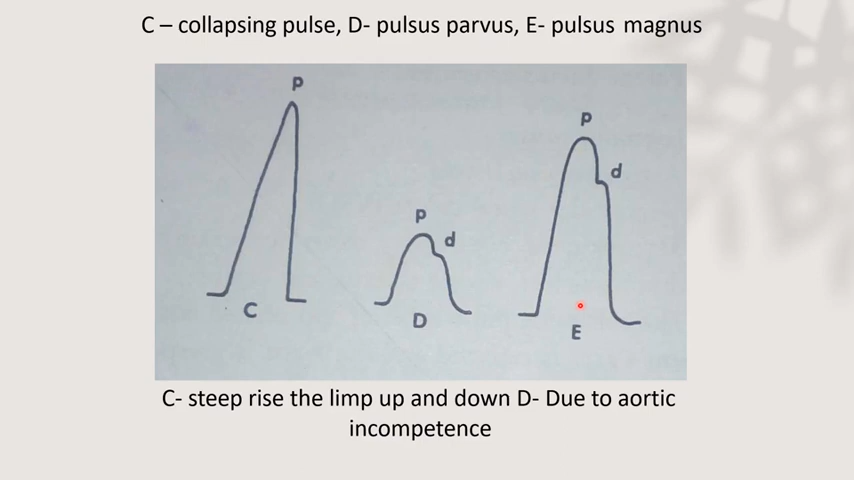 C – collapsing pulse, D- pulsus parvus, E- pulsus magnus
P
P
P
d
d
C
D
E
C- steep rise the limp up and down D- Due to aortic
incompetence